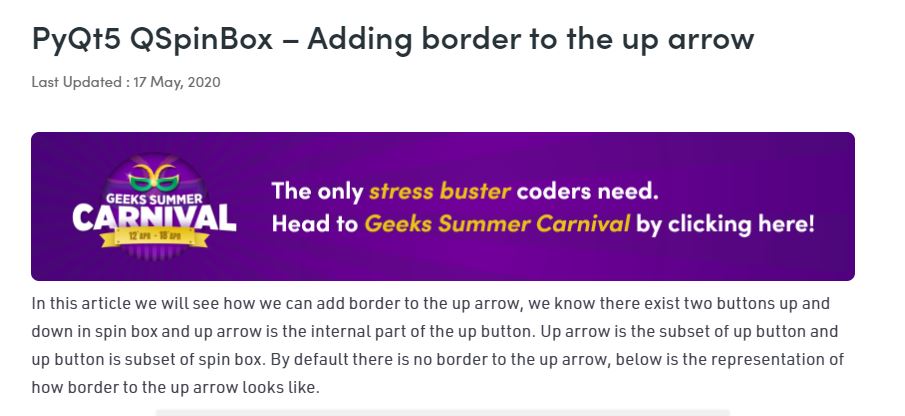 PyQt5 QSpinBox – Adding border to the up arrow
Last Updated : 17 May, 2020
GEEKS SUMMER
CARNIVAL
12 APR - 18 APR
The only stress buster coders need.
Head to Geeks Summer Carnival by clicking here!
In this article we will see how we can add border to the up arrow, we know there exist two buttons up and
down in spin box and up arrow is the internal part of the up button. Up arrow is the subset of up button and
up button is subset of spin box. By default there is no border to the up arrow, below is the representation of
how border to the up arrow looks like.